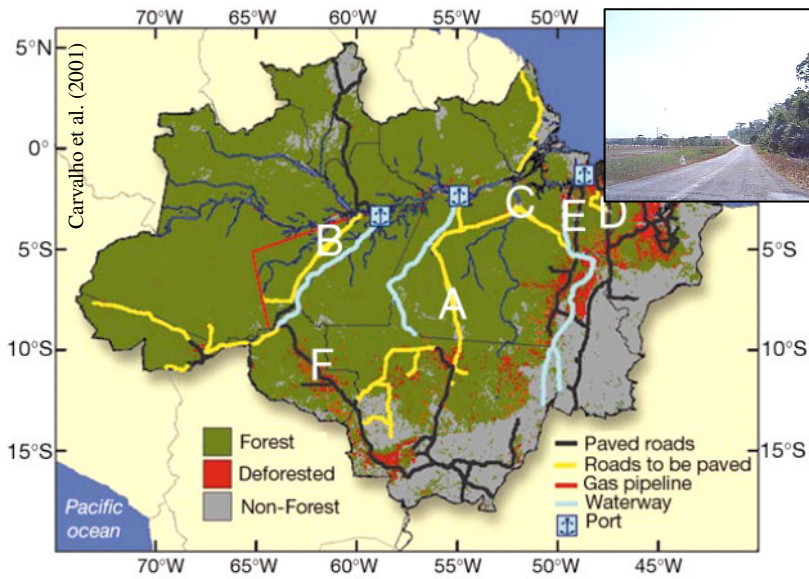 70°W 65°W 60°W 55°W 50°W
5°N
Carvalho et al. (2001)
0°
5°S 5°S
10°S 10°S
15°S 15°S
B
C
E
D
A
F
Forest
Deforested
Non-Forest
Paved roads
Roads to be paved
Gas pipeline
Waterway
Port
Pacific
ocean
70°W 65°W 60°W 55°W 50°W 45°W